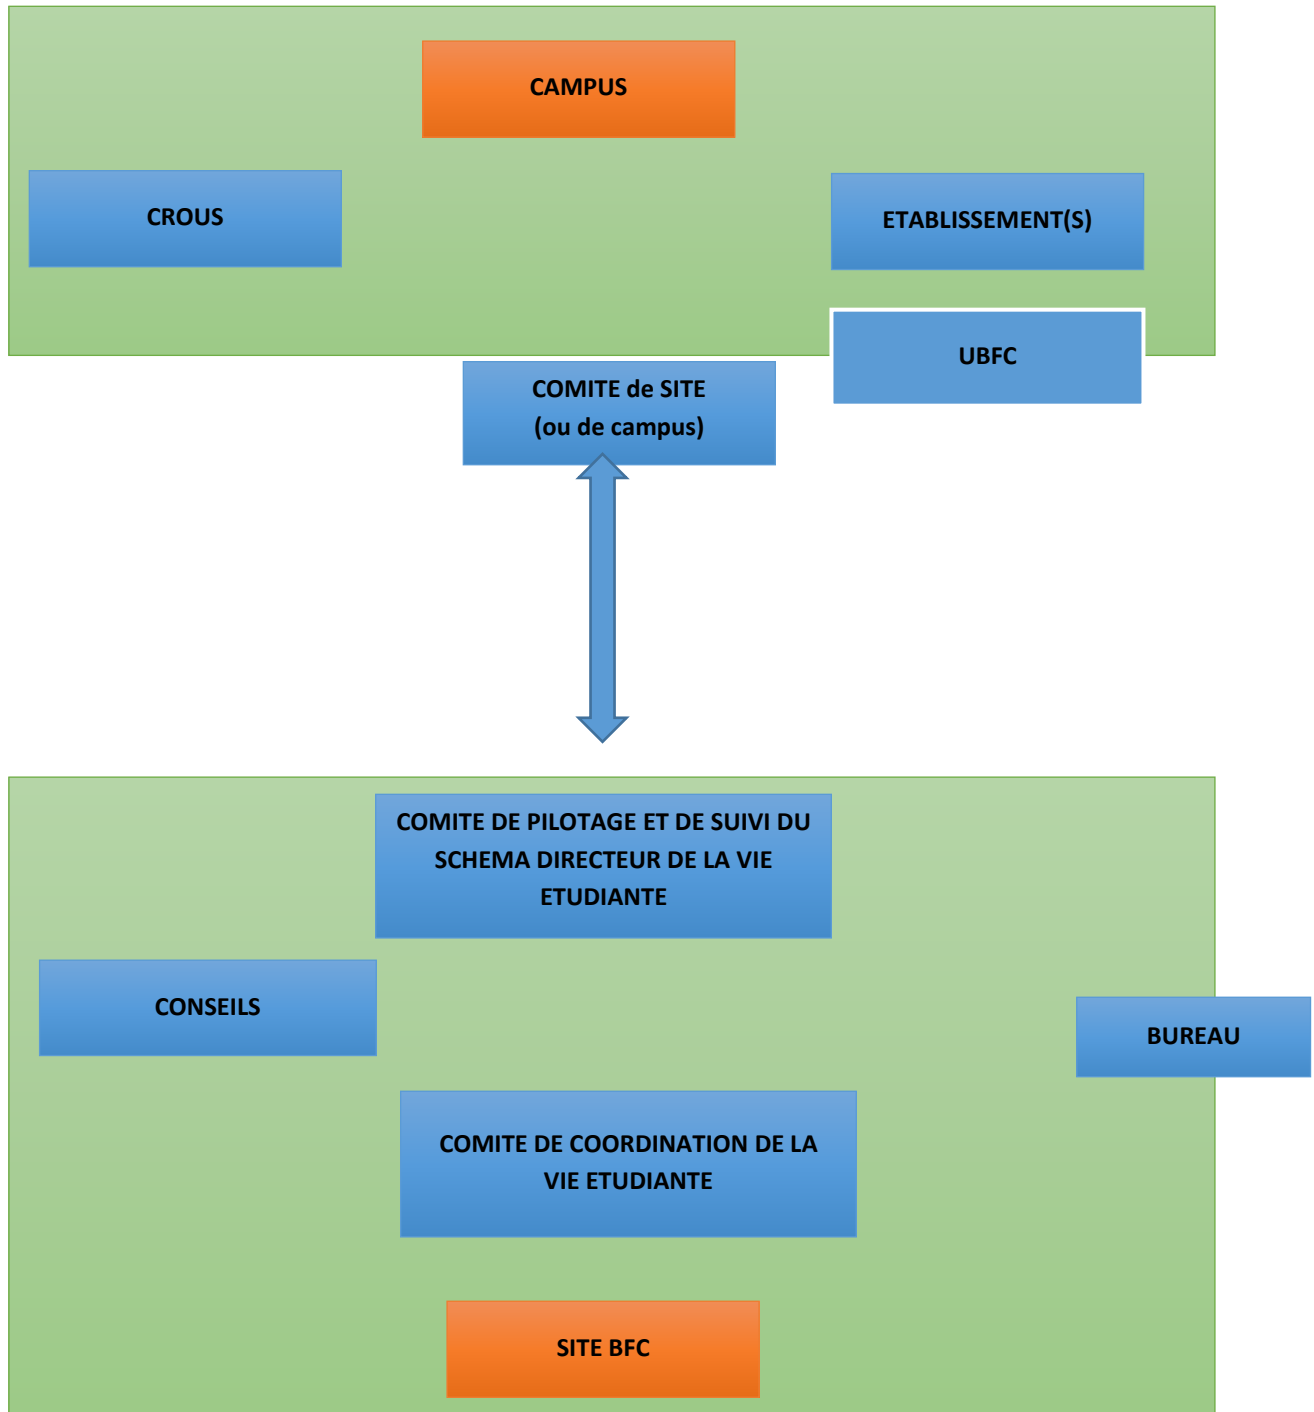 CAMPUS
CROUS
ETABLISSEMENT(S)
UBFC
COMITE de SITE
(ou de campus)
COMITE DE PILOTAGE ET DE SUIVI DU
SCHEMA DIRECTEUR DE LA VIE
ETUDIANTE
CONSEILS
BUREAU
COMITE DE COORDINATION DE LA
VIE ETUDIANTE
SITE BFC